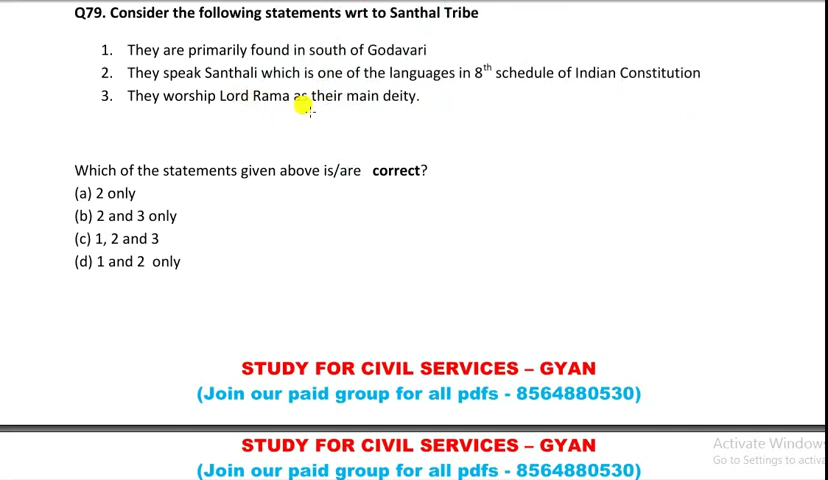 Q79. Consider the following statements wrt to Santhal Tribe
1. They are primarily found in south of Godavari
2. They speak Santhali which is one of the languages in 8th schedule of Indian Constitution
3. They worship Lord Rama as their main deity.
Which of the statements given above is/are correct?
(a) 2 only
(b) 2 and 3 only
(c) 1, 2 and 3
(d) 1 and 2 only
STUDY FOR CIVIL SERVICES – GYAN
(Join our paid group for all pdfs - 8564880530)
STUDY FOR CIVIL SERVICES – GYAN
(Join our paid group for all pdfs - 8564880530)
Activate Window
Go to Settings to activa